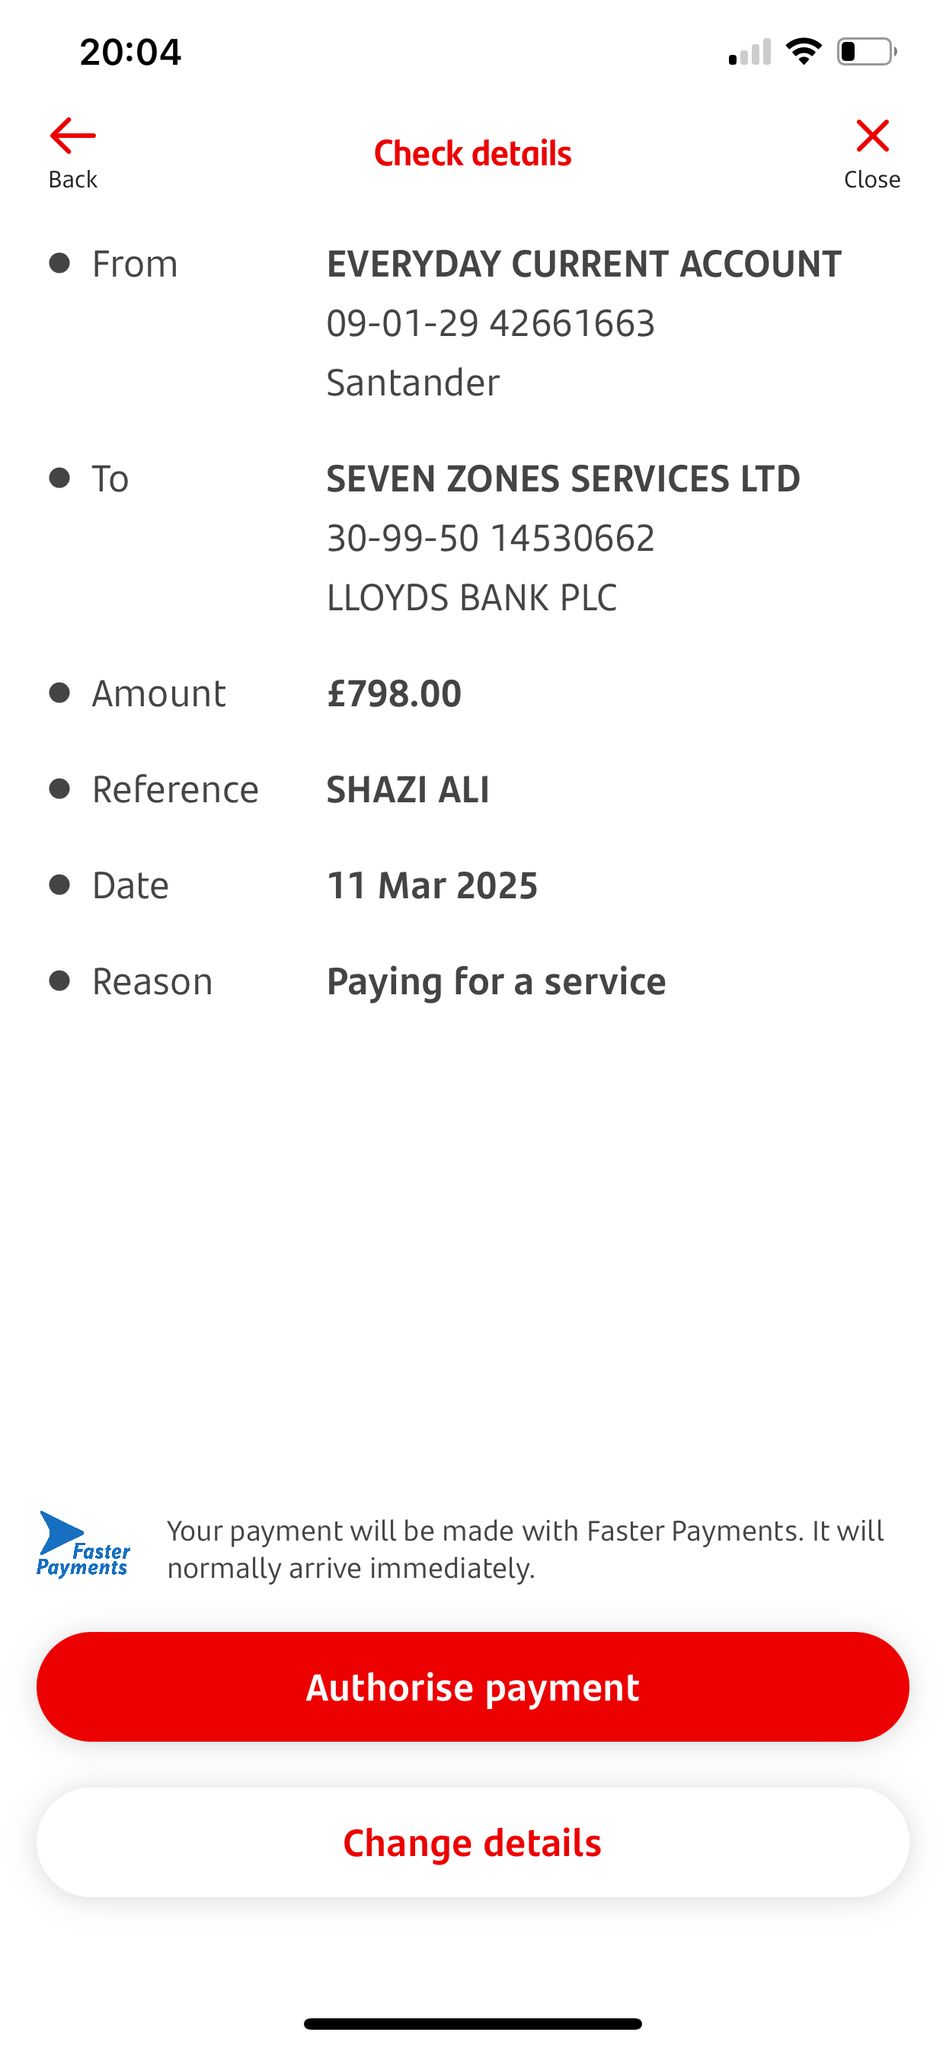 20:04
Back
Check details
Close
From
EVERYDAY CURRENT ACCOUNT
09-01-29 42661663
Santander
To
SEVEN ZONES SERVICES LTD
30-99-50 14530662
LLOYDS BANK PLC
Amount
£798.00
Reference
SHAZI ALI
Date
11 Mar 2025
Reason
Paying for a service
Faster
Payments
Your payment will be made with Faster Payments. It will
normally arrive immediately.
Authorise payment
Change details